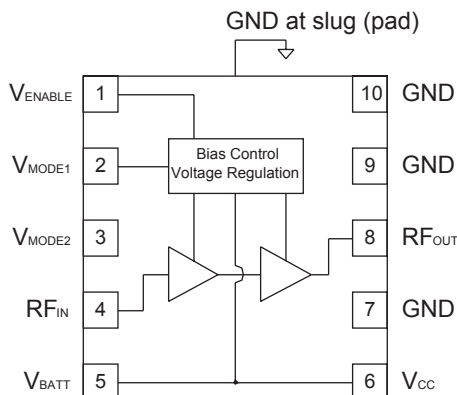 GND at slug (pad)
VENABLE 1
10 GND
Bias Control
Voltage Regulation
VMODE1 2
9 GND
VMODE2 3
8 RFOUT
RFIN 4
7 GND
VBATT 5
6 VCC